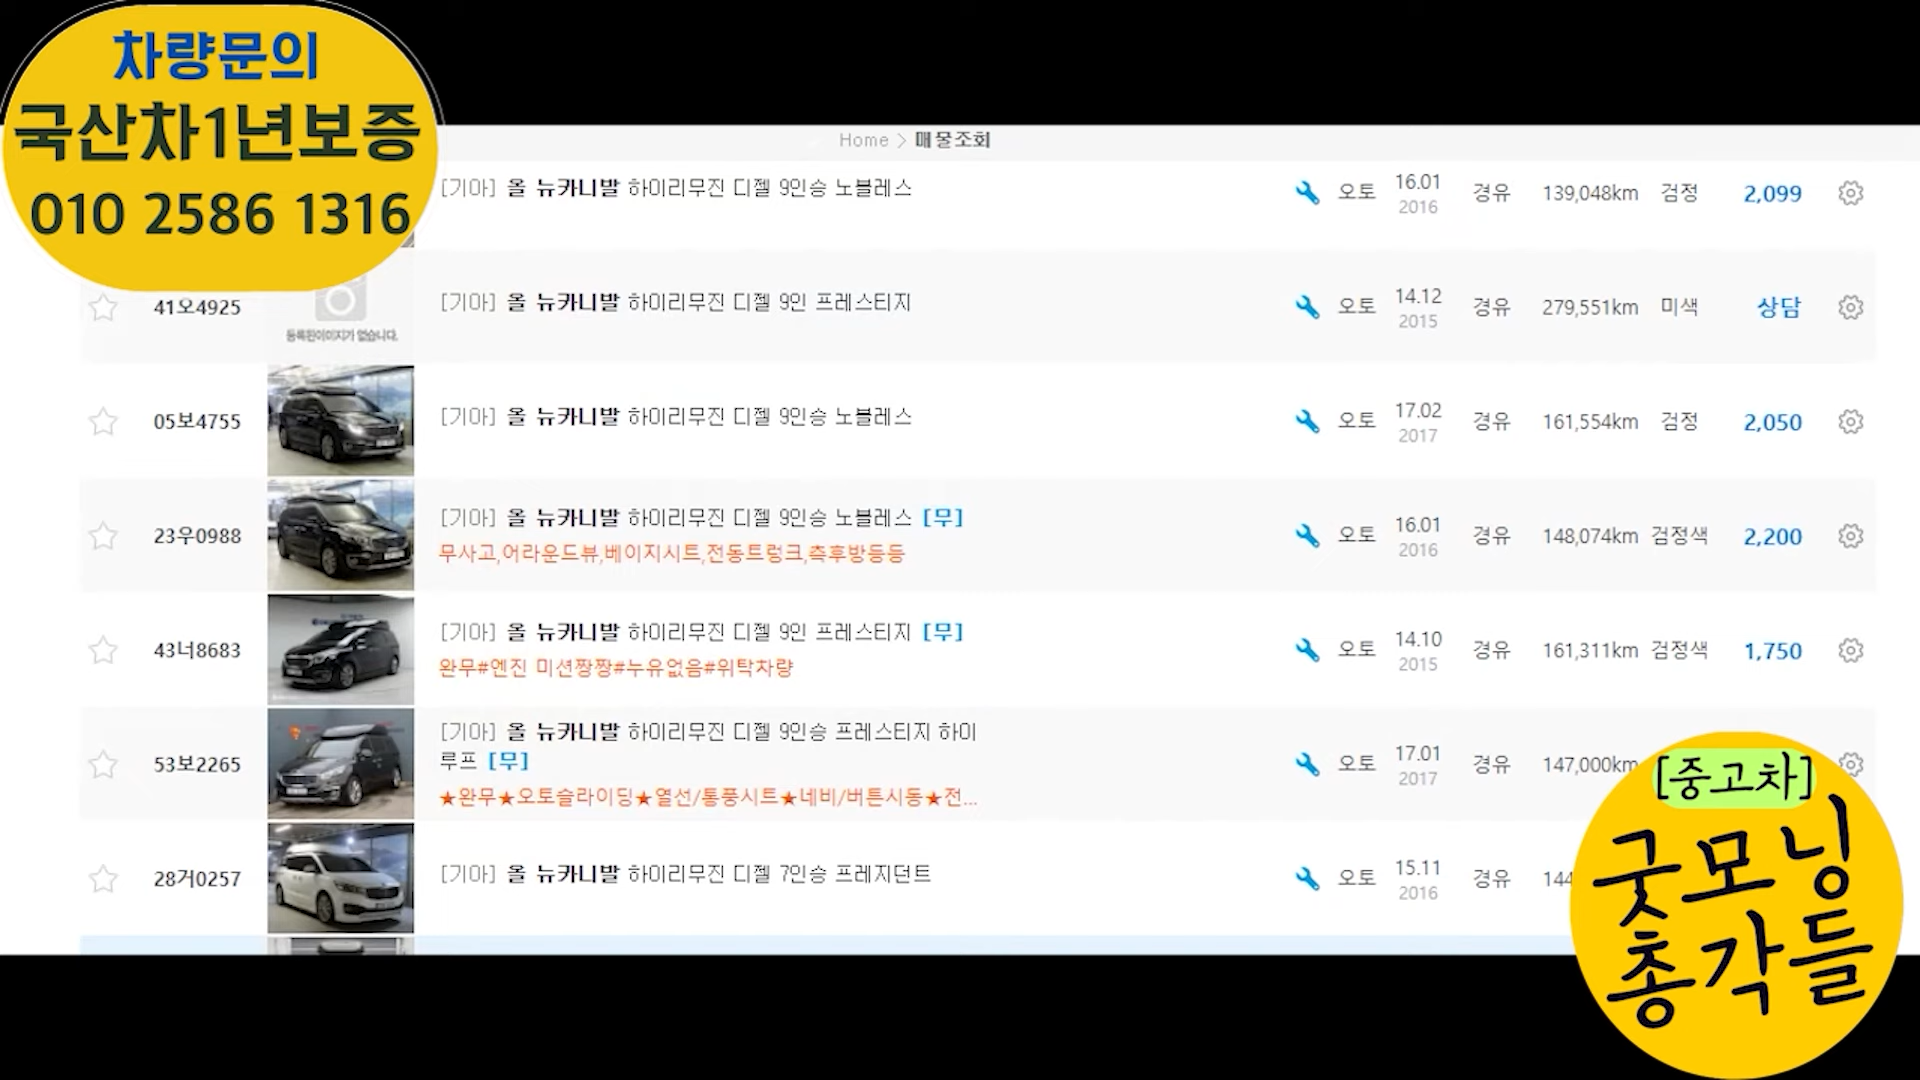 차량문의
국산차1년보증
010 2586 1316
Home > 매물조회
[기아] 올 뉴카니발 하이리무진 디젤 9인승 노블레스
오토 16.01 2016 경유 139,048km 검정 2,099
41오4925
등록된이미지가 없습니다.
[기아] 올 뉴카니발 하이리무진 디젤 9인 프레스티지
오토 14.12 2015 경유 279,551km 미색 상담
05보4755
[기아] 올 뉴카니발 하이리무진 디젤 9인승 노블레스
오토 17.02 2017 경유 161,554km 검정 2,050
23우0988
[기아] 올 뉴카니발 하이리무진 디젤 9인승 노블레스 [무]
무사고,어라운드뷰,베이지시트,전동트렁크,측후방등등
오토 16.01 2016 경유 148,074km 검정색 2,200
43너8683
[기아] 올 뉴카니발 하이리무진 디젤 9인 프레스티지 [무]
완무#엔진 미션짱짱#누유없음#위탁차량
오토 14.10 2015 경유 161,311km 검정색 1,750
53보2265
[기아] 올 뉴카니발 하이리무진 디젤 9인승 프레스티지 하이
루프 [무]
★완무★오토슬라이딩★열선/통풍시트★네비/버튼시동★전...
오토 17.01 2017 경유 147,000km
28거0257
[기아] 올 뉴카니발 하이리무진 디젤 7인승 프레지던트
오토 15.11 2016 경유 144
[중고차]
굿모닝
총각들